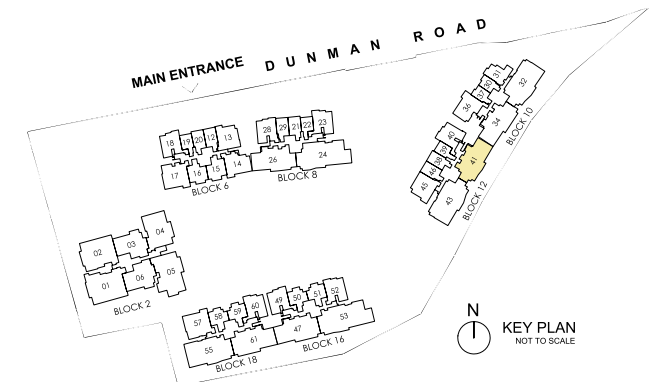 DUNMAN ROAD
MAIN ENTRANCE
18 19 20 12 13
17 16 15 14
BLOCK 6
28 29 21 22 23
26 24
BLOCK 8
31
30
37
36
32
34
BLOCK 10
40
39
38
46
45
41
43
BLOCK 12
04
03
02
05
06
01
BLOCK 2
57 58 59 60
55 61
BLOCK 18
49 50 51 52
47 53
BLOCK 16
N
KEY PLAN
NOT TO SCALE